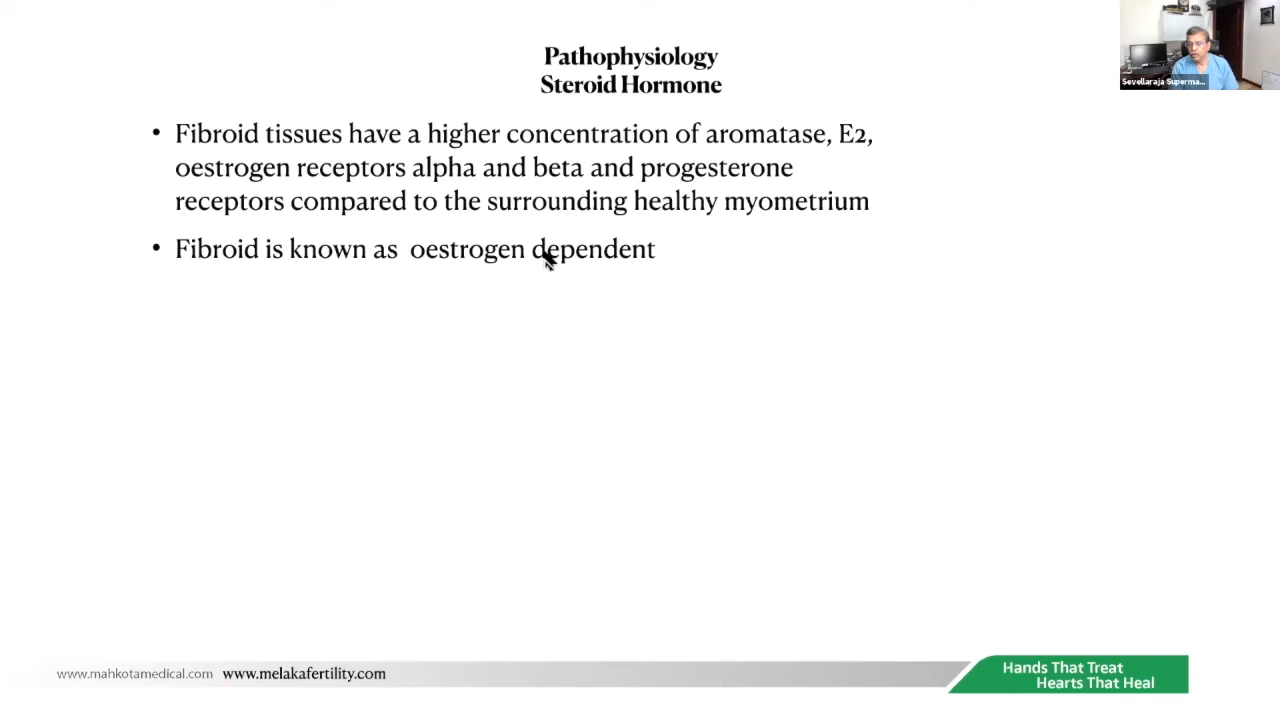 Pathophysiology
Steroid Hormone
• Fibroid tissues have a higher concentration of aromatase, E2,
oestrogen receptors alpha and beta and progesterone
receptors compared to the surrounding healthy myometrium
• Fibroid is known as oestrogen dependent
Sevellaraja Superma...
www.mahkotamedical.com www.melakafertility.com
Hands That Treat
Hearts That Heal